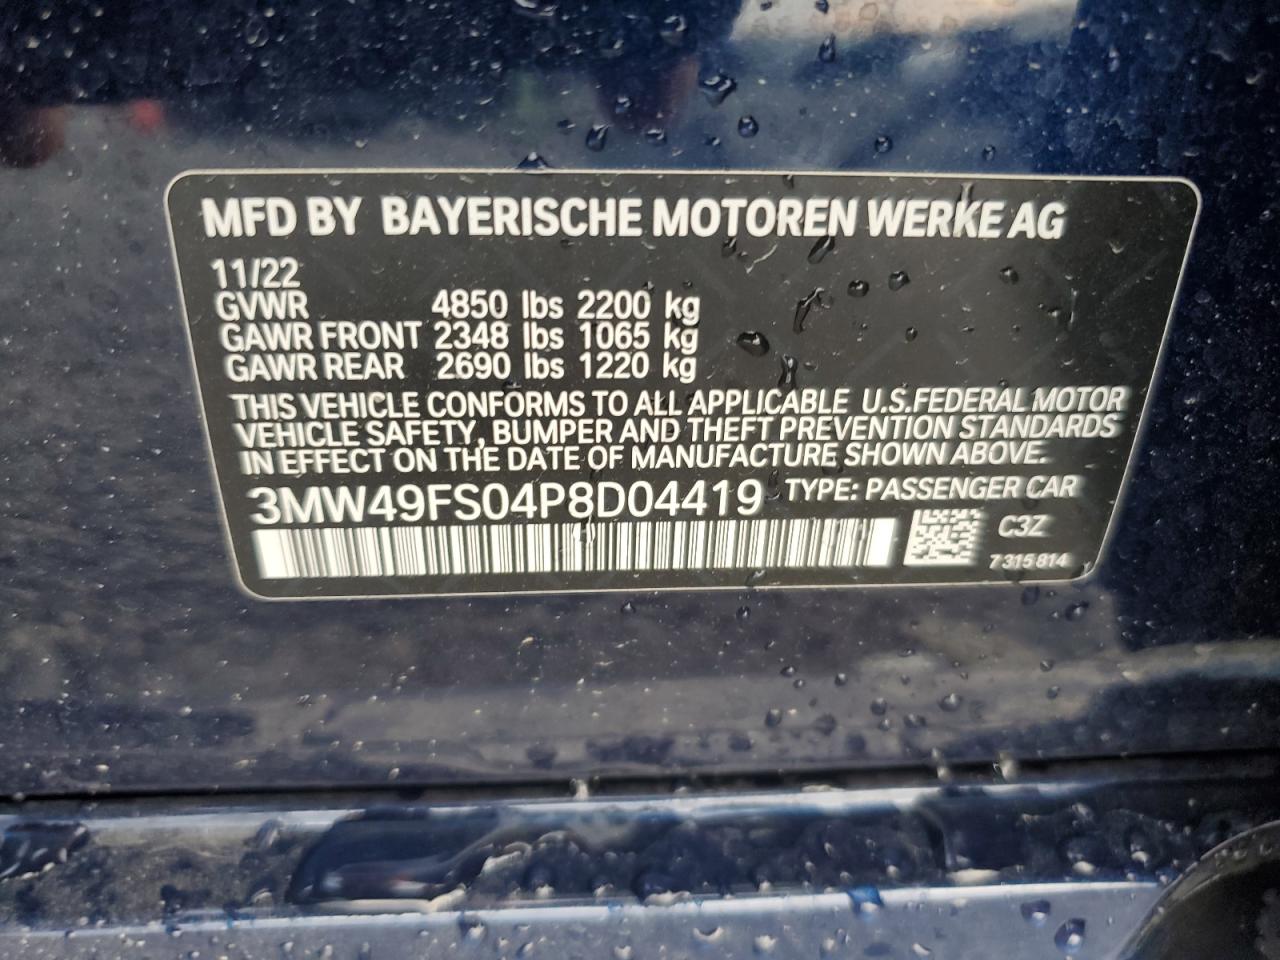 MFD BY BAYERISCHE MOTOREN WERKE AG
11/22
GVWR 4850 lbs 2200 kg
GAWR FRONT 2348 lbs 1065 kg
GAWR REAR 2690 lbs 1220 kg
THIS VEHICLE CONFORMS TO ALL APPLICABLE U.S.FEDERAL MOTOR
VEHICLE SAFETY, BUMPER AND THEFT PREVENTION STANDARDS
IN EFFECT ON THE DATE OF MANUFACTURE SHOWN ABOVE.
3MW49FS04P8D04419 TYPE: PASSENGER CAR
C3Z
7 315 814